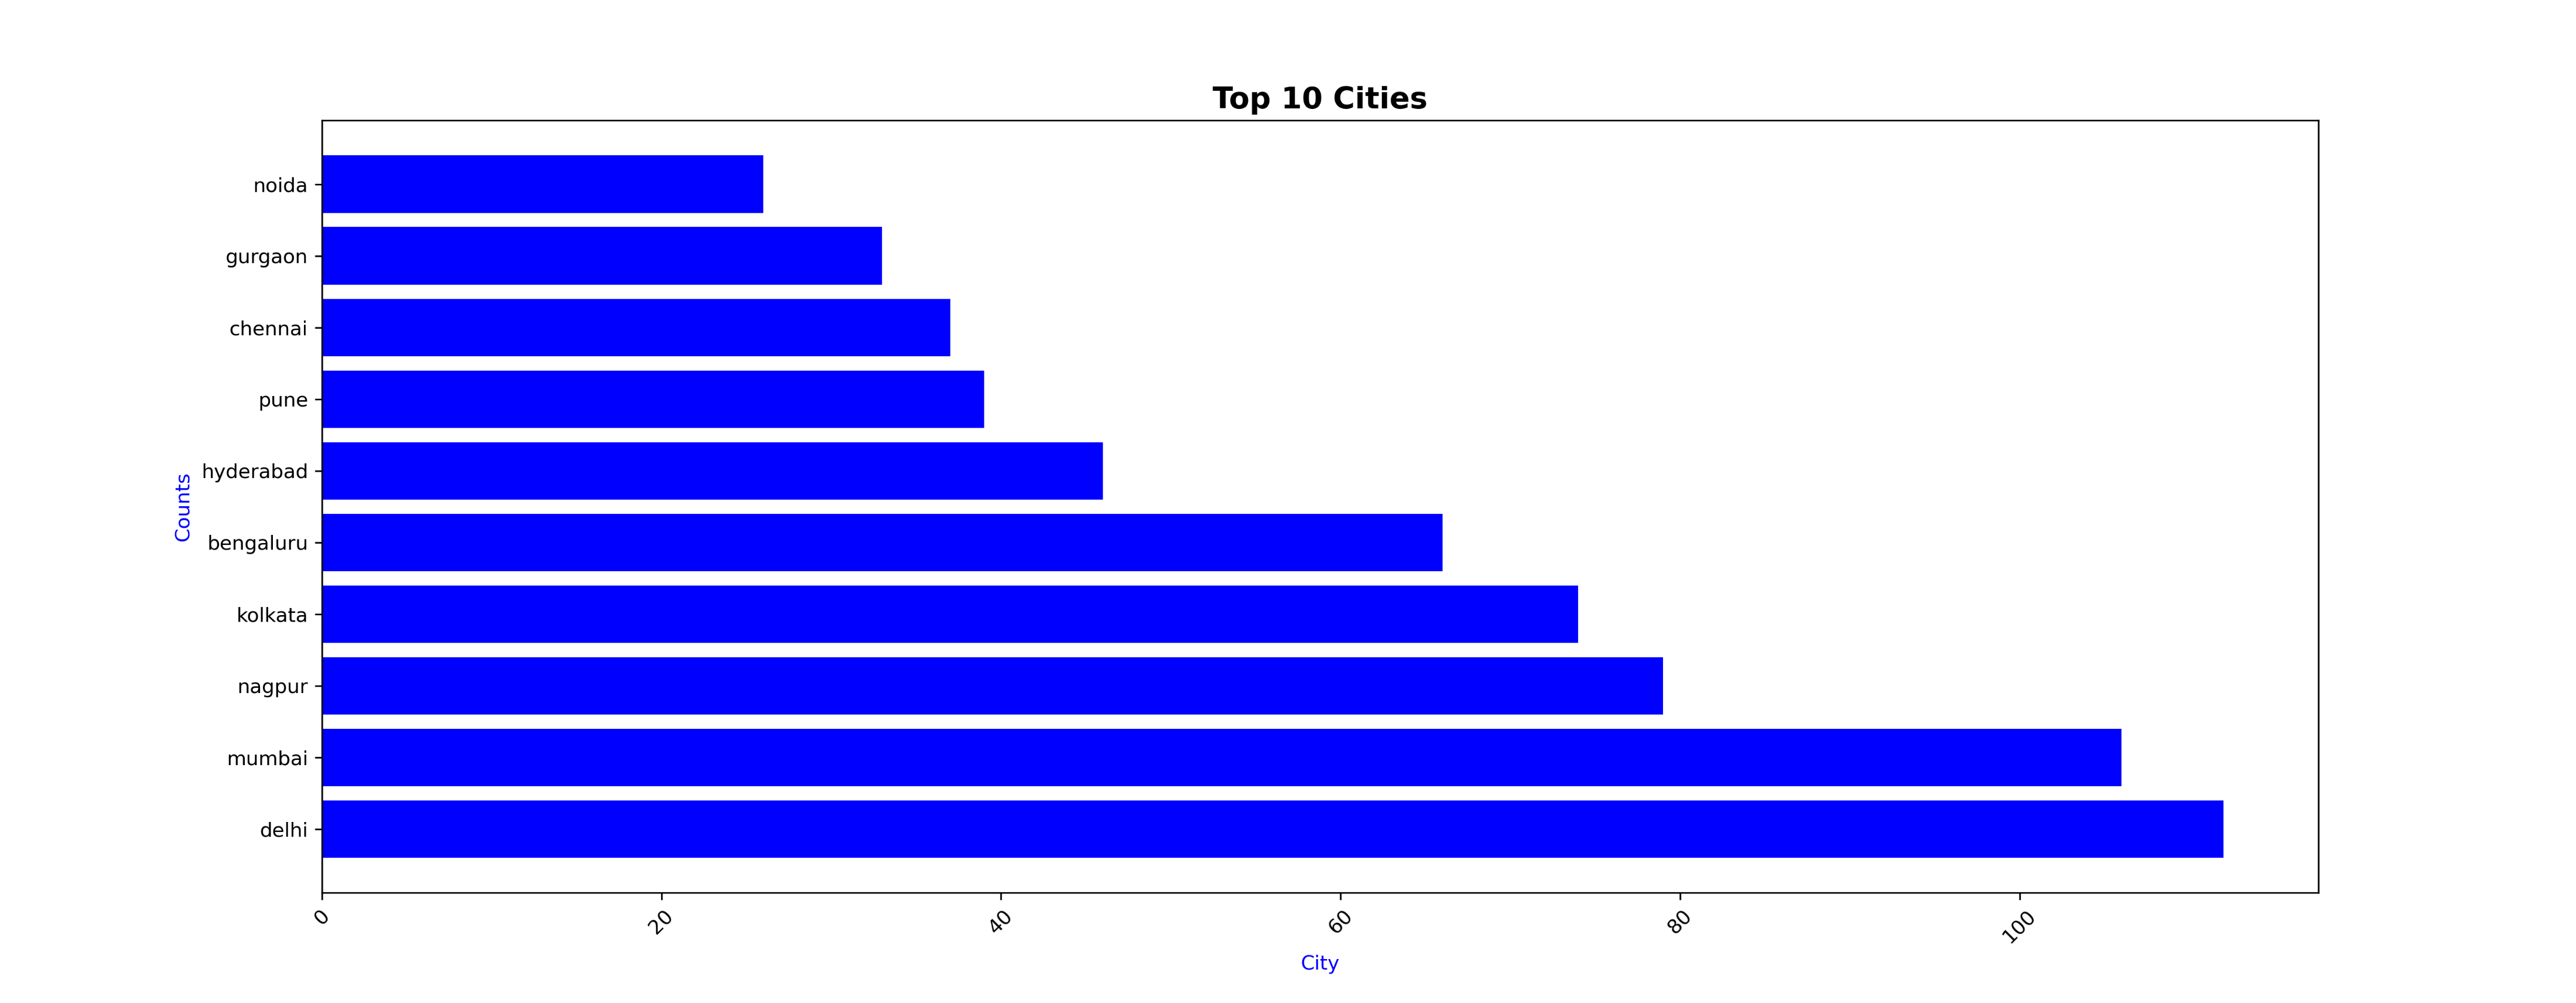 Top 10 Cities
noida
gurgaon
chennai
pune
hyderabad
Counts
bengaluru
kolkata
nagpur
mumbai
delhi
0 20 40 60 80 100
City